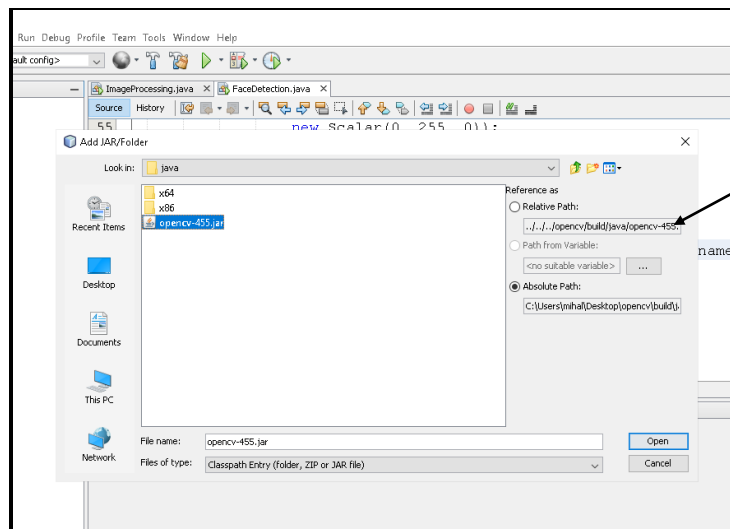 Run Debug Profile Team Tools Window Help
ault config>
ImageProcessing.java × FaceDetection.java ×
Source History
55 new Scalar(0, 255, 0));
Add JAR/Folder
Look in: java
x64
x86
opencv-455.jar
Recent Items
Desktop
Documents
This PC
Network
Reference as
Relative Path:
../../../opencv/build/java/opencv-455.
Path from Variable:
<no suitable variable> ...
Absolute Path:
C:\Users\mihal\Desktop\opencv\build\j
name
File name: opencv-455.jar Open
Files of type: Classpath Entry (folder, ZIP or JAR file) Cancel